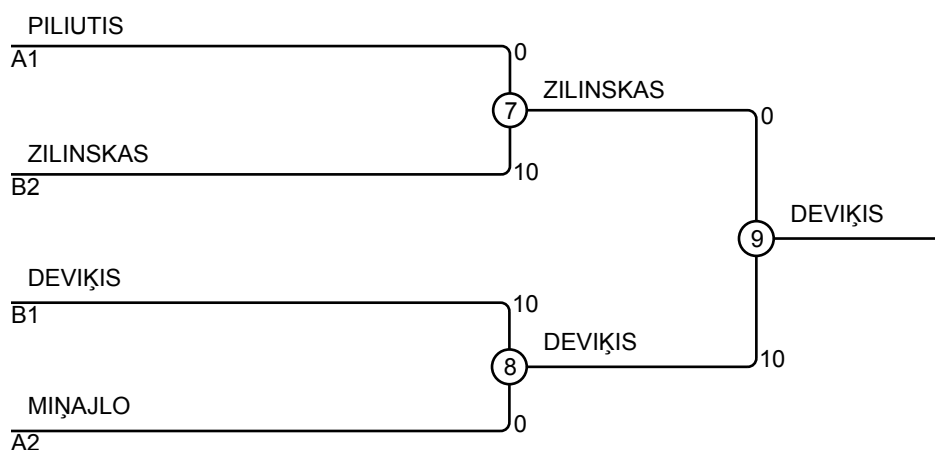 PILIUTIS
A1
0
7
ZILINSKAS
0
ZILINSKAS
B2
10
9
DEVIĶIS
DEVIĶIS
B1
10
8
DEVIĶIS
10
MIŅAJLO
A2
0